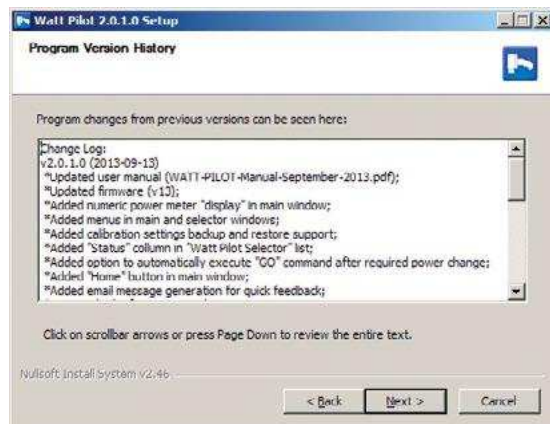 Watt Pilot 2.0.1.0 Setup
Program Version History
Program changes from previous versions can be seen here:
Change Log:
v2.0.1.0 (2013-09-13)
*Updated user manual (WATT-PILOT-Manual-September-2013.pdf);
*Updated firmware (v13);
*Added numeric power meter "display" in main window;
*Added menus in main and selector windows;
*Added calibration settings backup and restore support;
*Added "Status" column in "Watt Pilot Selector" list;
*Added option to automatically execute "GO" command after required power change;
*Added "Home" button in main window;
*Added email message generation for quick feedback;
Click on scrollbar arrows or press Page Down to review the entire text.
Nullsoft Install System v2.46
< Back Next > Cancel